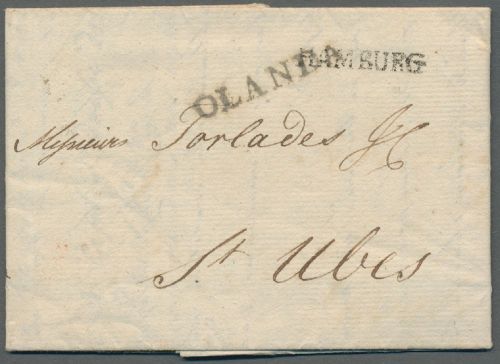 HAMBURG
OLANDA
Messieurs Torlades & C
St Ubes